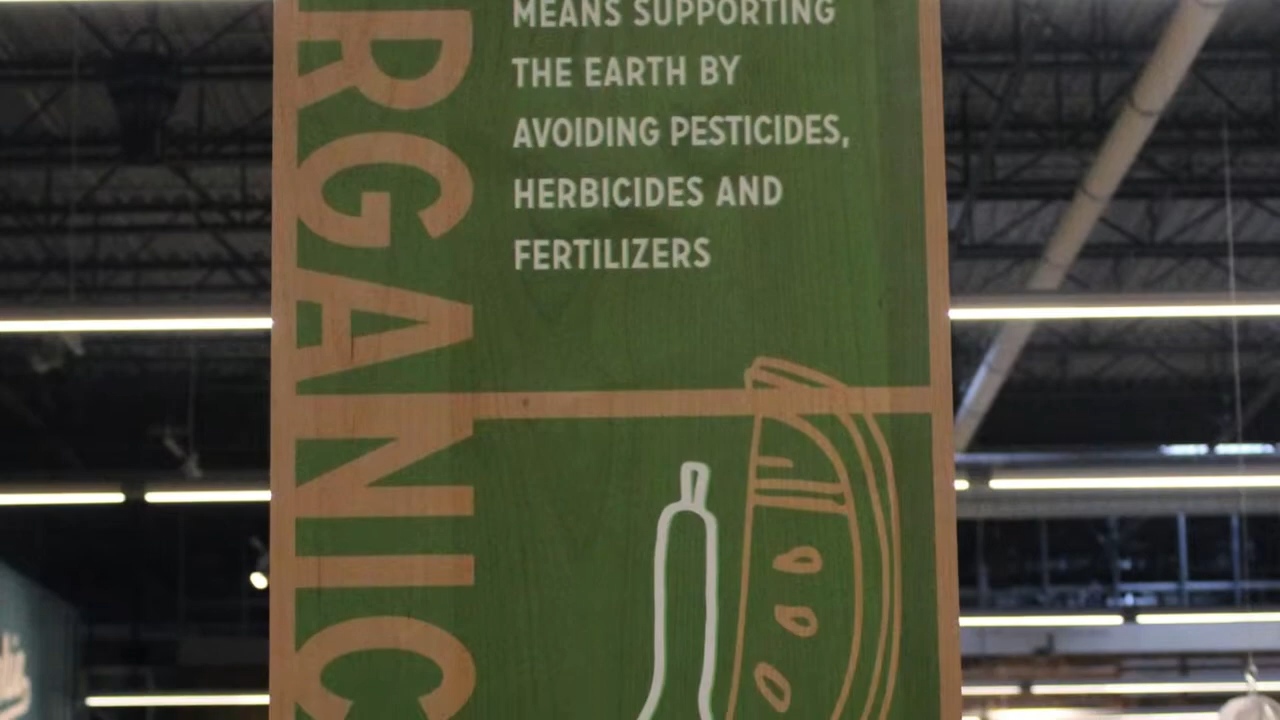 RGANIC
MEANS SUPPORTING
THE EARTH BY
AVOIDING PESTICIDES,
HERBICIDES AND
FERTILIZERS